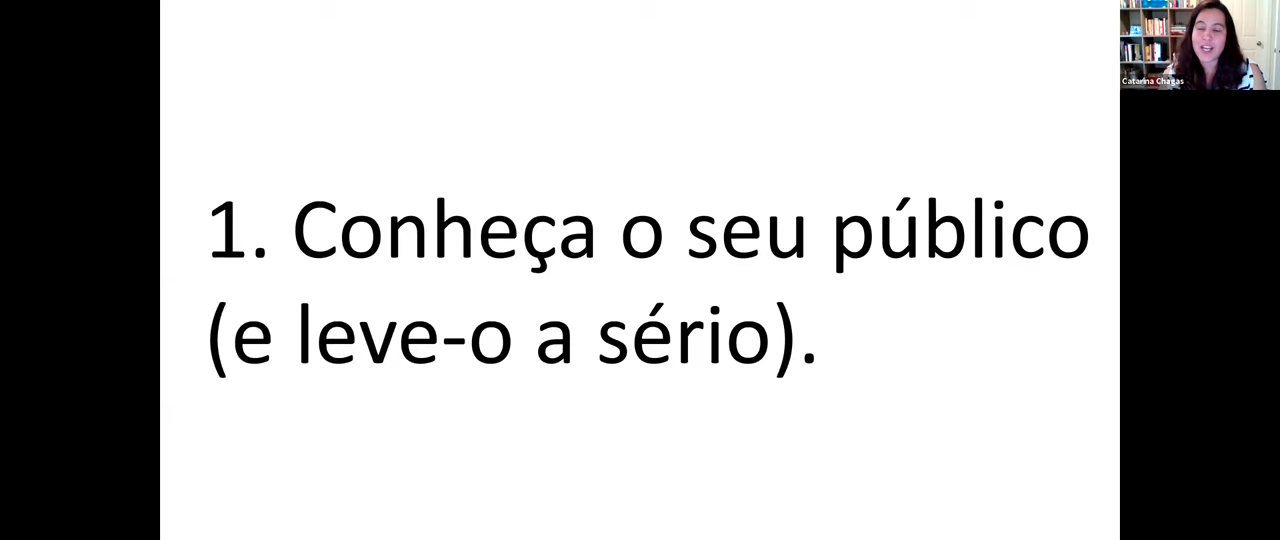 1. Conheça o seu público
(e leve-o a sério).
Catarina Chagas